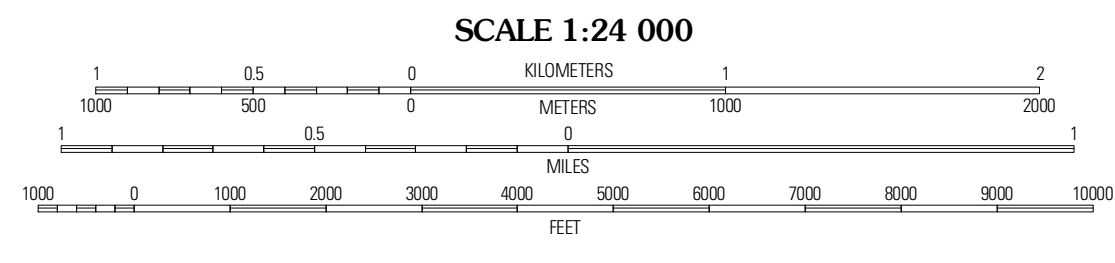 SCALE 1:24 000
1 0.5 0 KILOMETERS 1 2
1000 500 0 METERS 1000 2000
1 0.5 0 1
MILES
1000 0 1000 2000 3000 4000 5000 6000 7000 8000 9000 10000
FEET